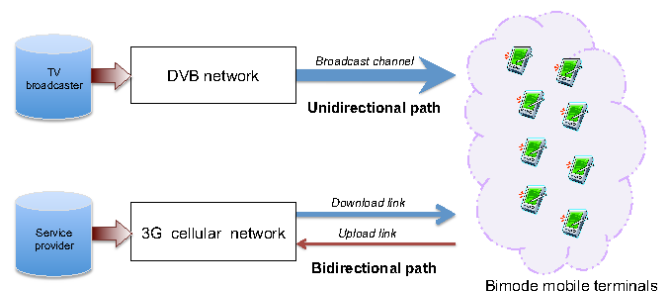 TV
broadcaster
DVB network
Broadcast channel
Unidirectional path
Service
provider
3G cellular network
Download link
Upload link
Bidirectional path
Bimode mobile terminals